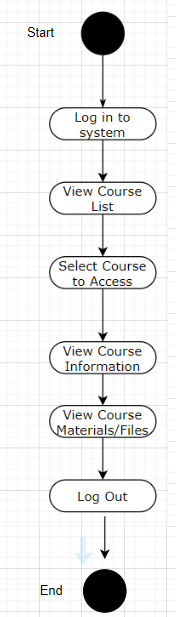 Start
Log in to
system
View Course
List
Select Course
to Access
View Course
Information
View Course
Materials/Files
Log Out
End